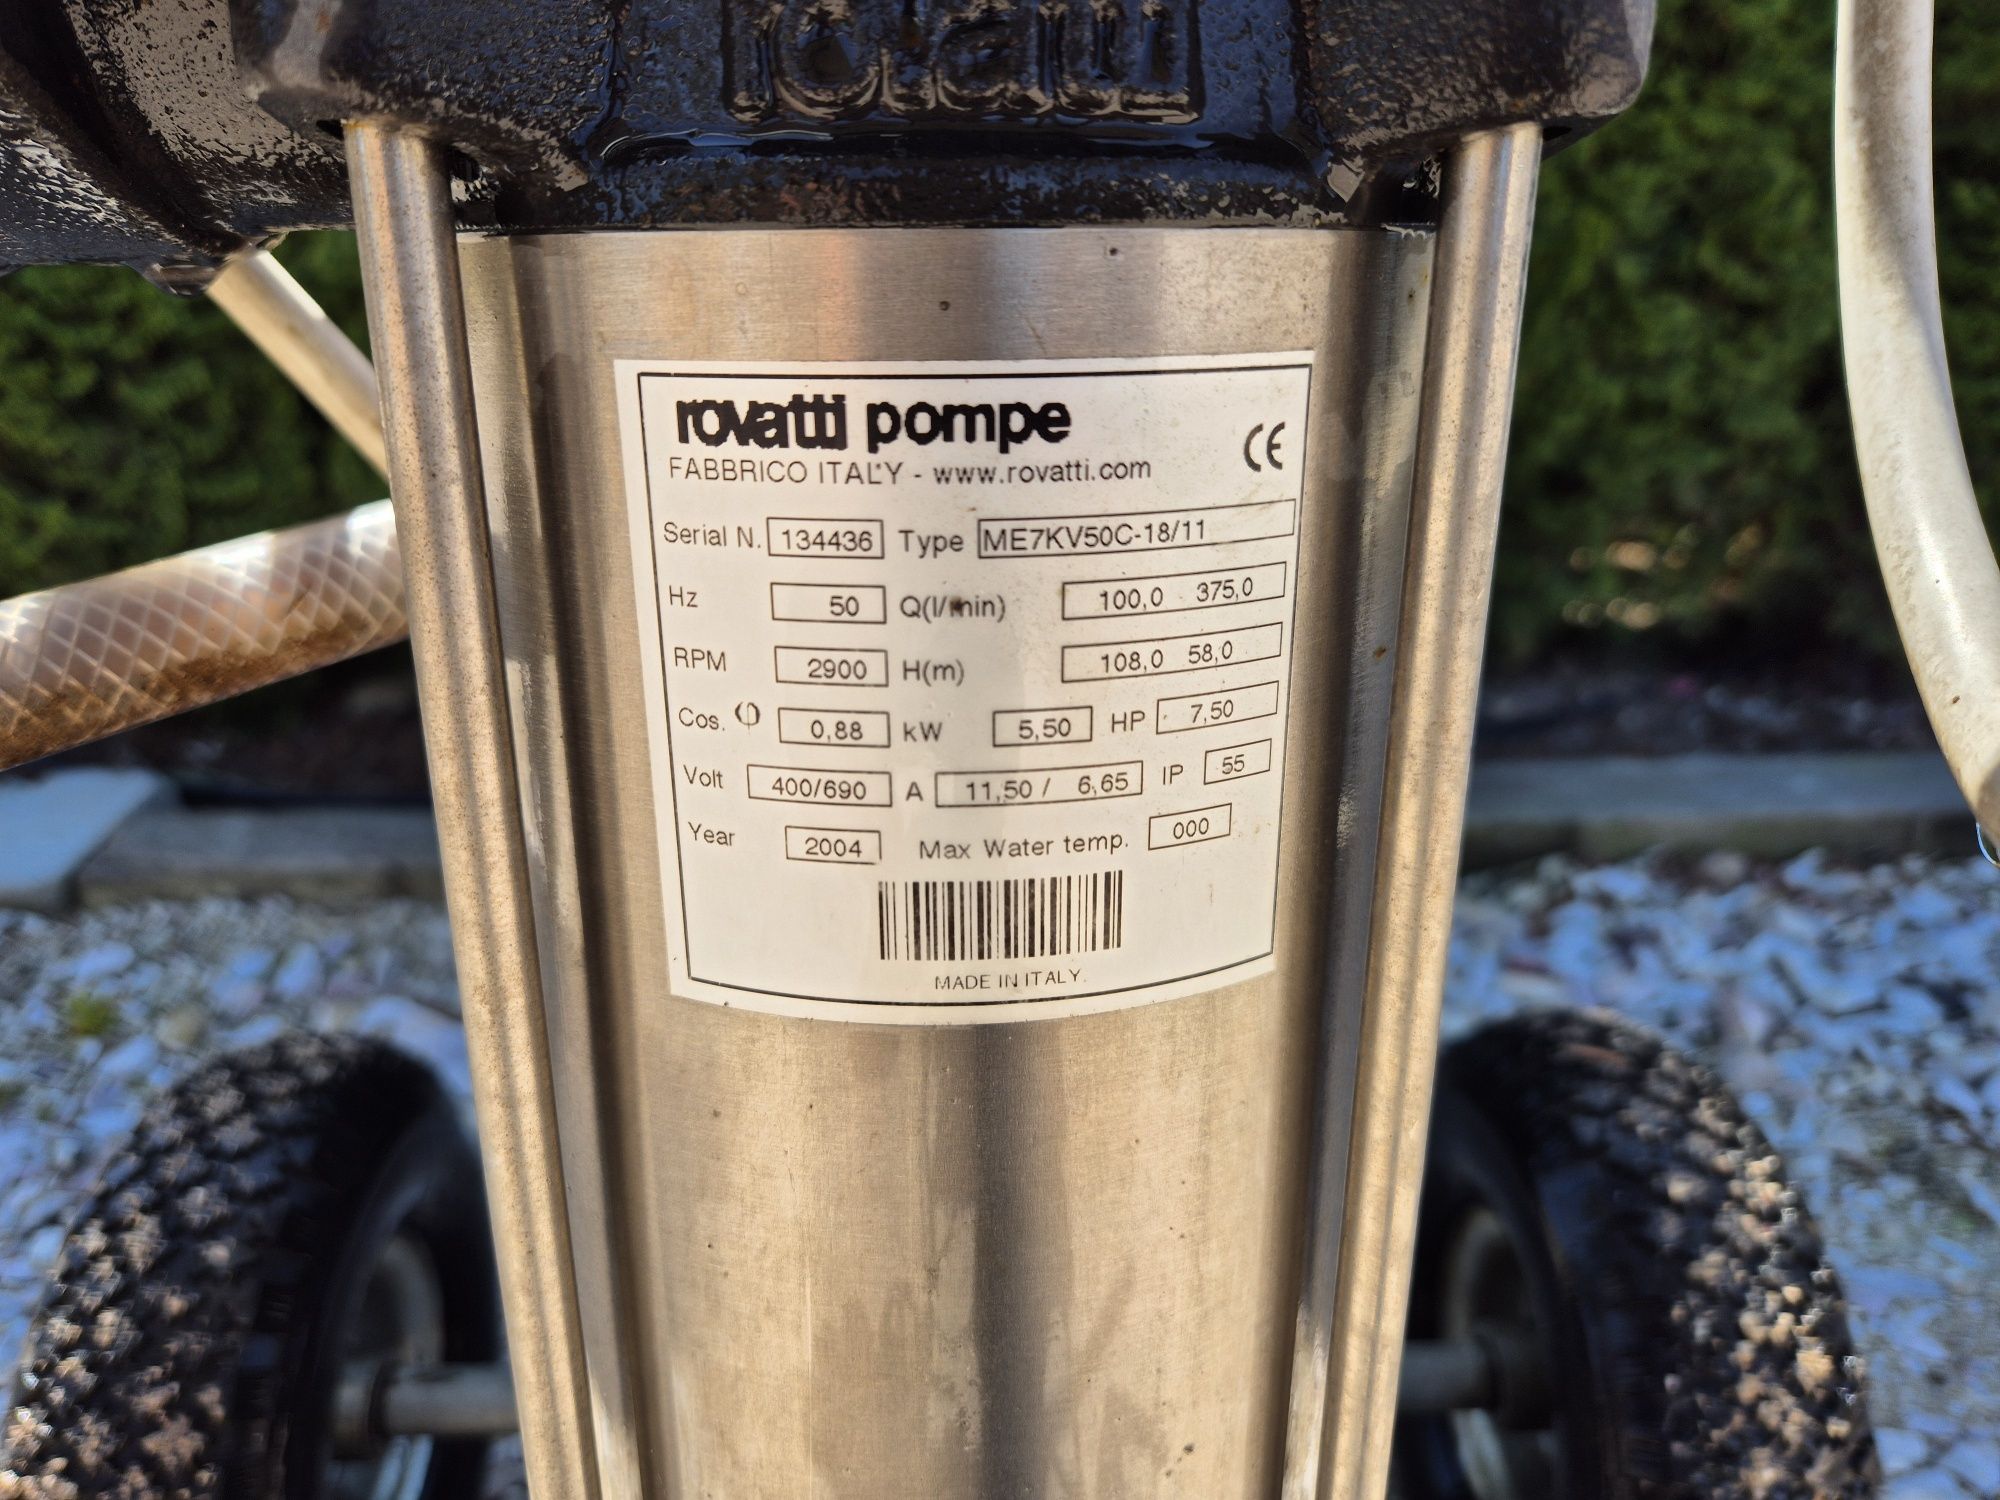 rovatti
rovatti pompe
CE
FABBRICO ITALY - www.rovatti.com
Serial N. 134436 Type ME7KV50C-18/11
Hz 50 Q(l/min) 100,0 375,0
RPM 2900 H(m) 108,0 58,0
Cos. φ 0,88 kW 5,50 HP 7,50
Volt 400/690 A 11,50 / 6,65 IP 55
Year 2004 Max Water temp. 000
MADE IN ITALY.